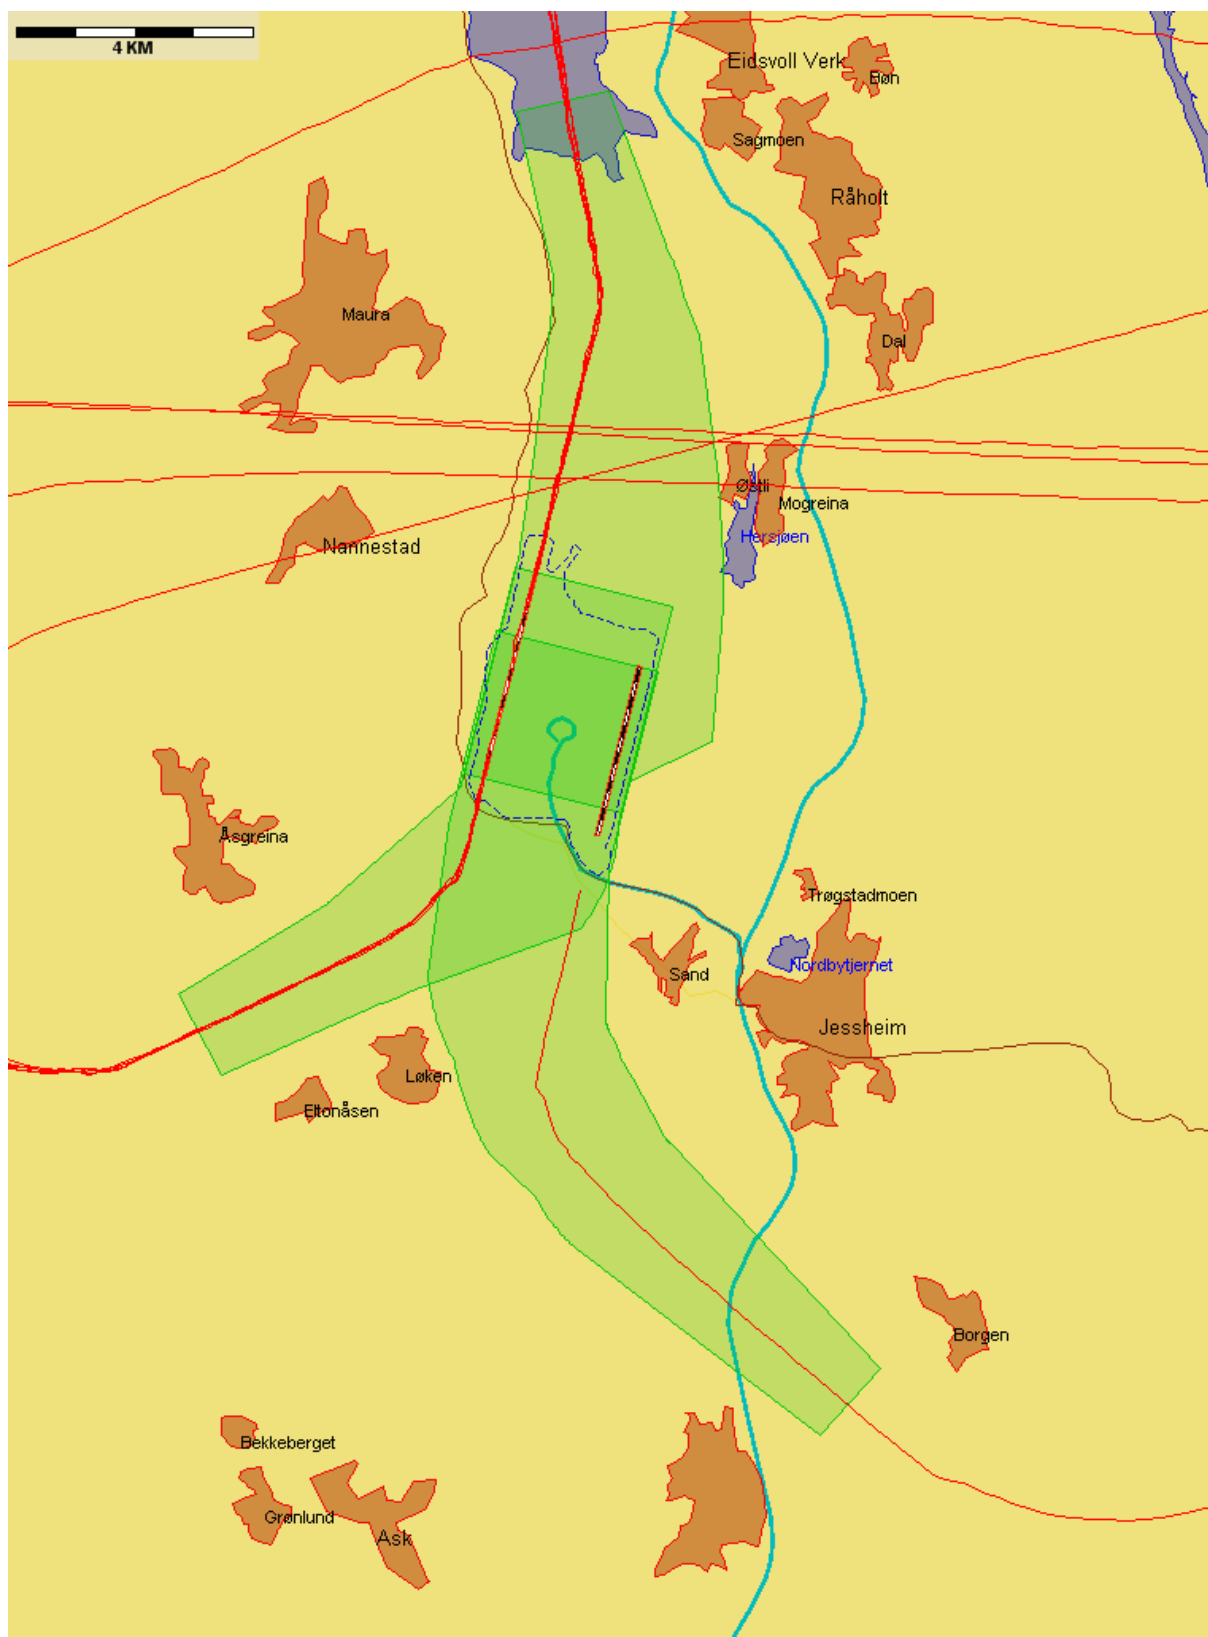 4 KM
Eidsvoll Verk
Bøn
Sagmoen
Råholt
Maura
Dal
Østli
Mogreina
Hersjøen
Nannestad
Åsgreina
Trøgstadmoen
Nordbytjernet
Sand
Jessheim
Løken
Eltonåsen
Borgen
Bekkeberget
Grønlund
Ask